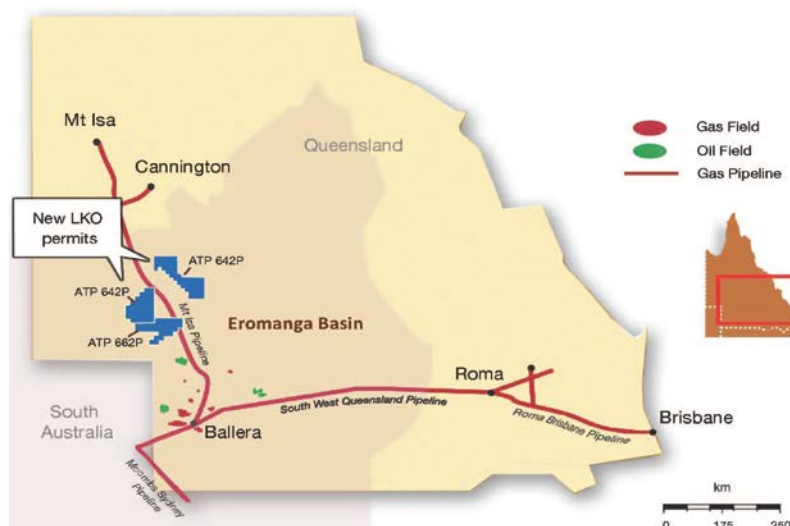 Mt Isa
Cannington
Queensland
Gas Field
Oil Field
Gas Pipeline
New LKO
permits
ATP 642P
ATP 642P
Mt Isa Pipeline
ATP 662P
Eromanga Basin
South
Australia
Ballera
South West Queensland Pipeline
Roma
Roma Brisbane Pipeline
Brisbane
Moomba Sydney
Pipeline
km
0 175 350